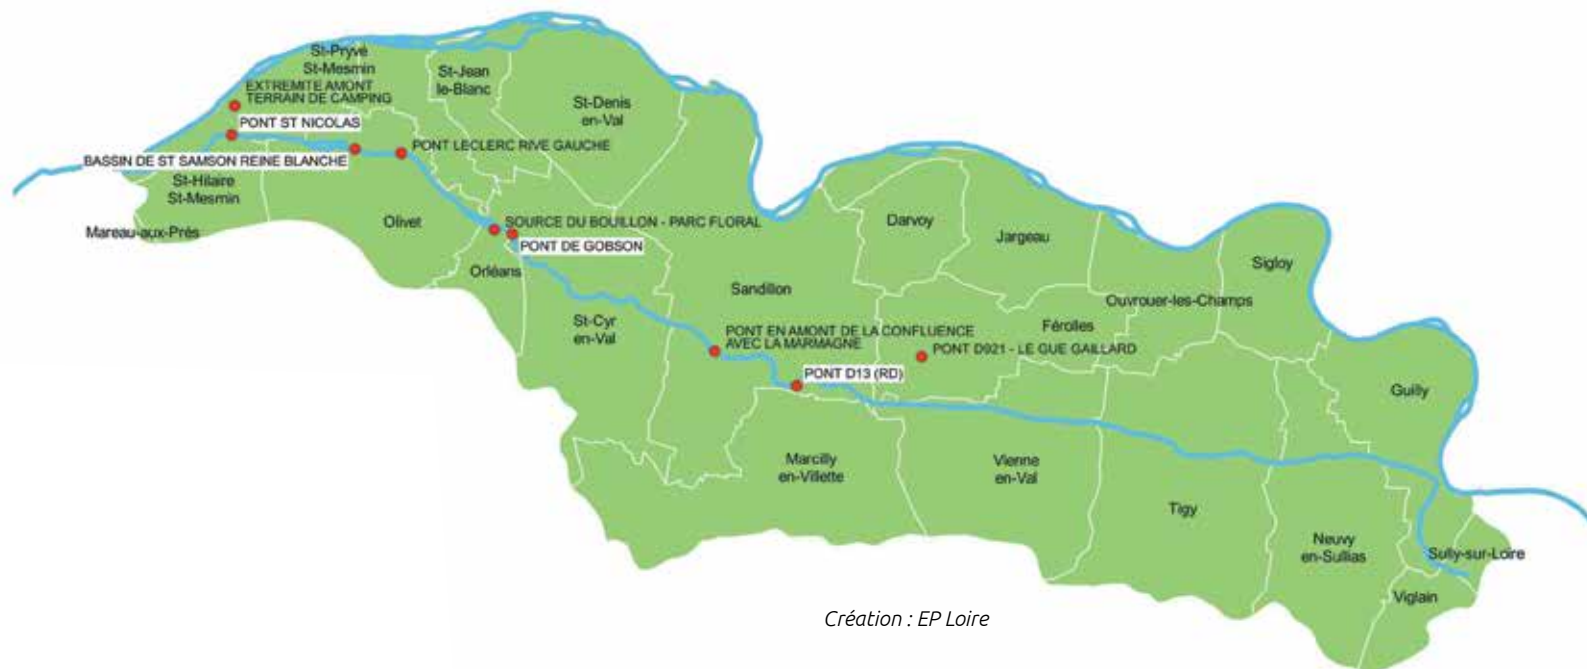 St-Pryvé
St-Mesmin
EXTREMITE AMONT
TERRAIN DE CAMPING
PONT ST NICOLAS
BASSIN DE ST SAMSON REINE BLANCHE
St-Hilaire
St-Mesmin
Mareau-aux-Prés
St-Jean
le-Blanc
PONT LECLERC RIVE GAUCHE
St-Denis
en-Val
Olivet
SOURCE DU BOUILLON - PARC FLORAL
PONT DE GOBSON
Orléans
St-Cyr
en-Val
Sandillon
Darvoy
Jargeau
Sigloy
Ouvrouer-les-Champs
Férolles
PONT EN AMONT DE LA CONFLUENCE
AVEC LA MARMAGNE
PONT D921 - LE GUE GAILLARD
PONT D13 (RD)
Guilly
Marcilly
en-Villette
Vienne
en-Val
Tigy
Neuvy
en-Sullias
Sully-sur-Loire
Viglain
Création : EP Loire